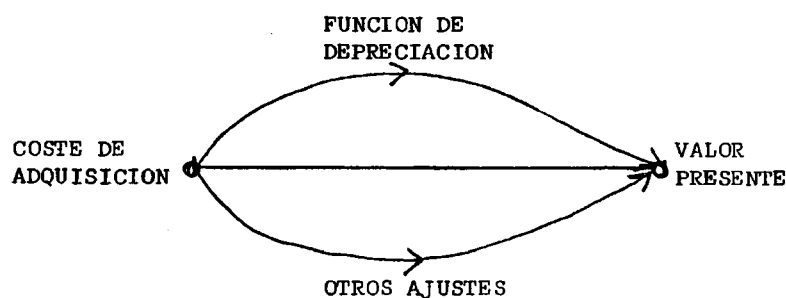 FUNCION DE
DEPRECIACION
COSTE DE
ADQUISICION
VALOR
PRESENTE
OTROS AJUSTES